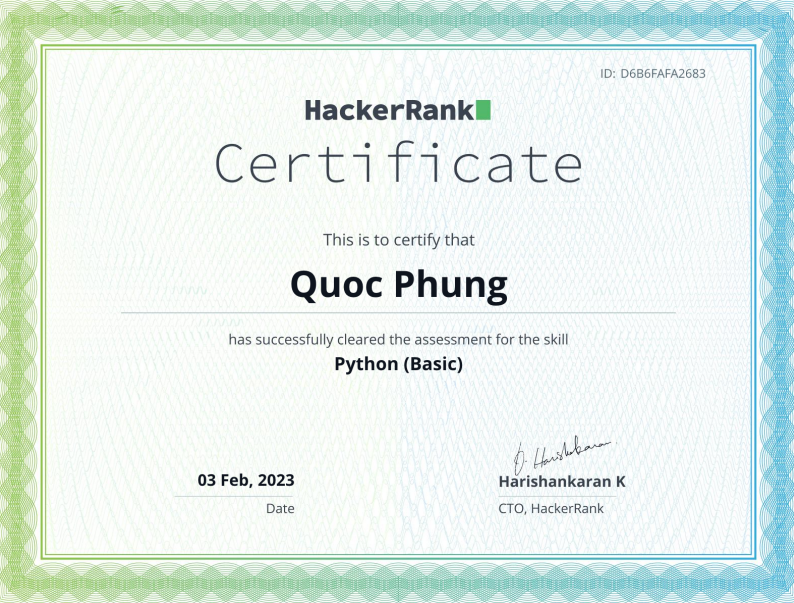 ID: D6B6FAFA2683
HackerRank
Certificate
This is to certify that
Quoc Phung
has successfully cleared the assessment for the skill
Python (Basic)
03 Feb, 2023
Date
H. Harishankaran
Harishankaran K
CTO, HackerRank